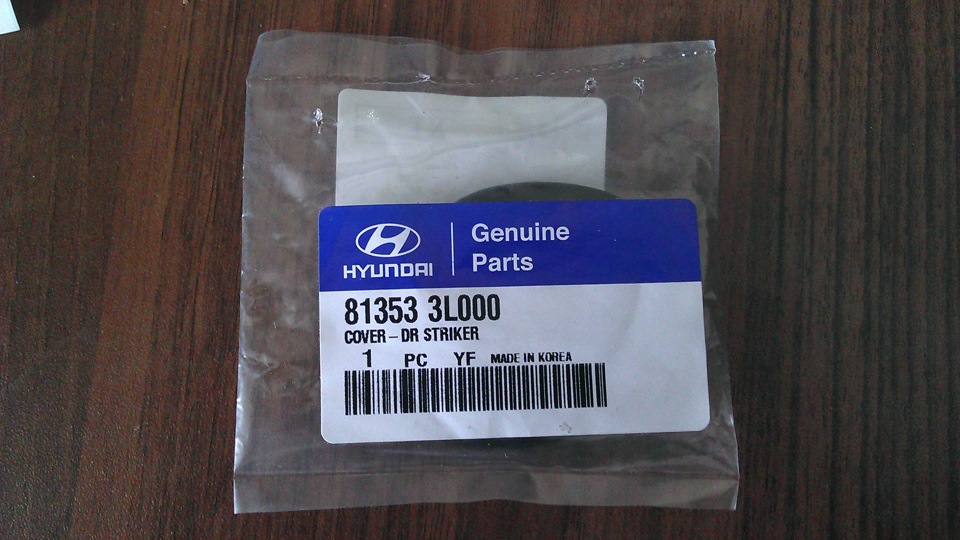 HYUNDAI
Genuine
Parts
81353 3L000
COVER - DR STRIKER
1 PC YF MADE IN KOREA